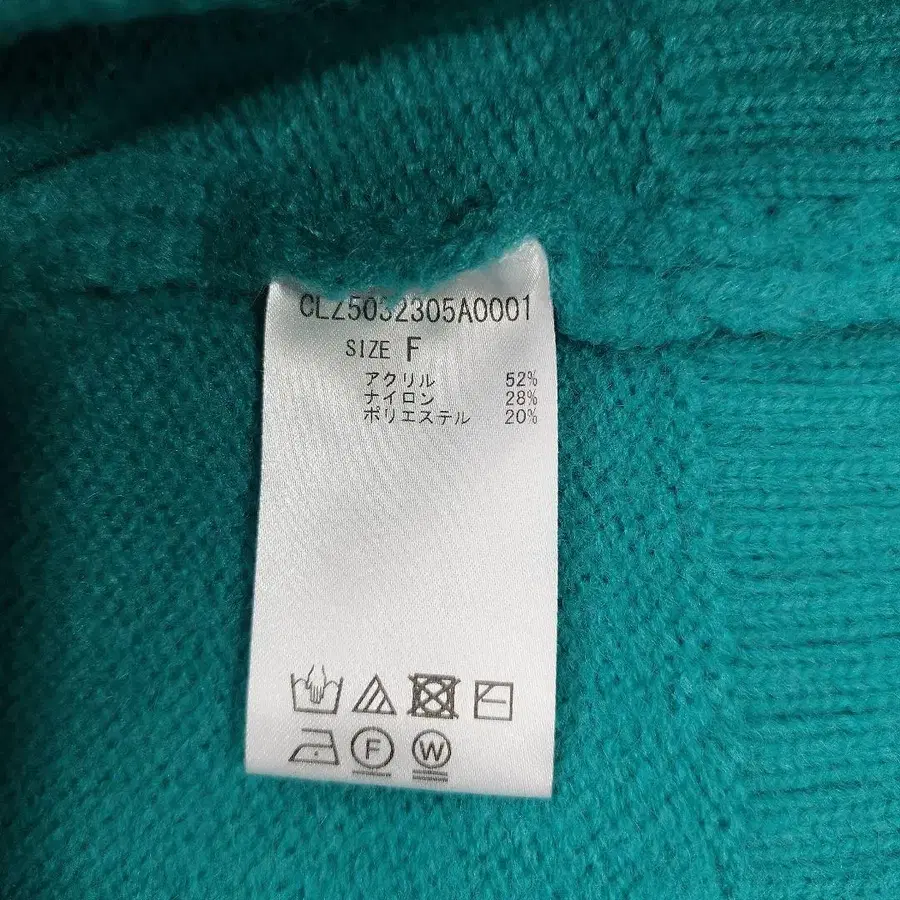 CLZ5032305A0001
SIZE F
アクリル 52%
ナイロン 28%
ポリエステル 20%
F W